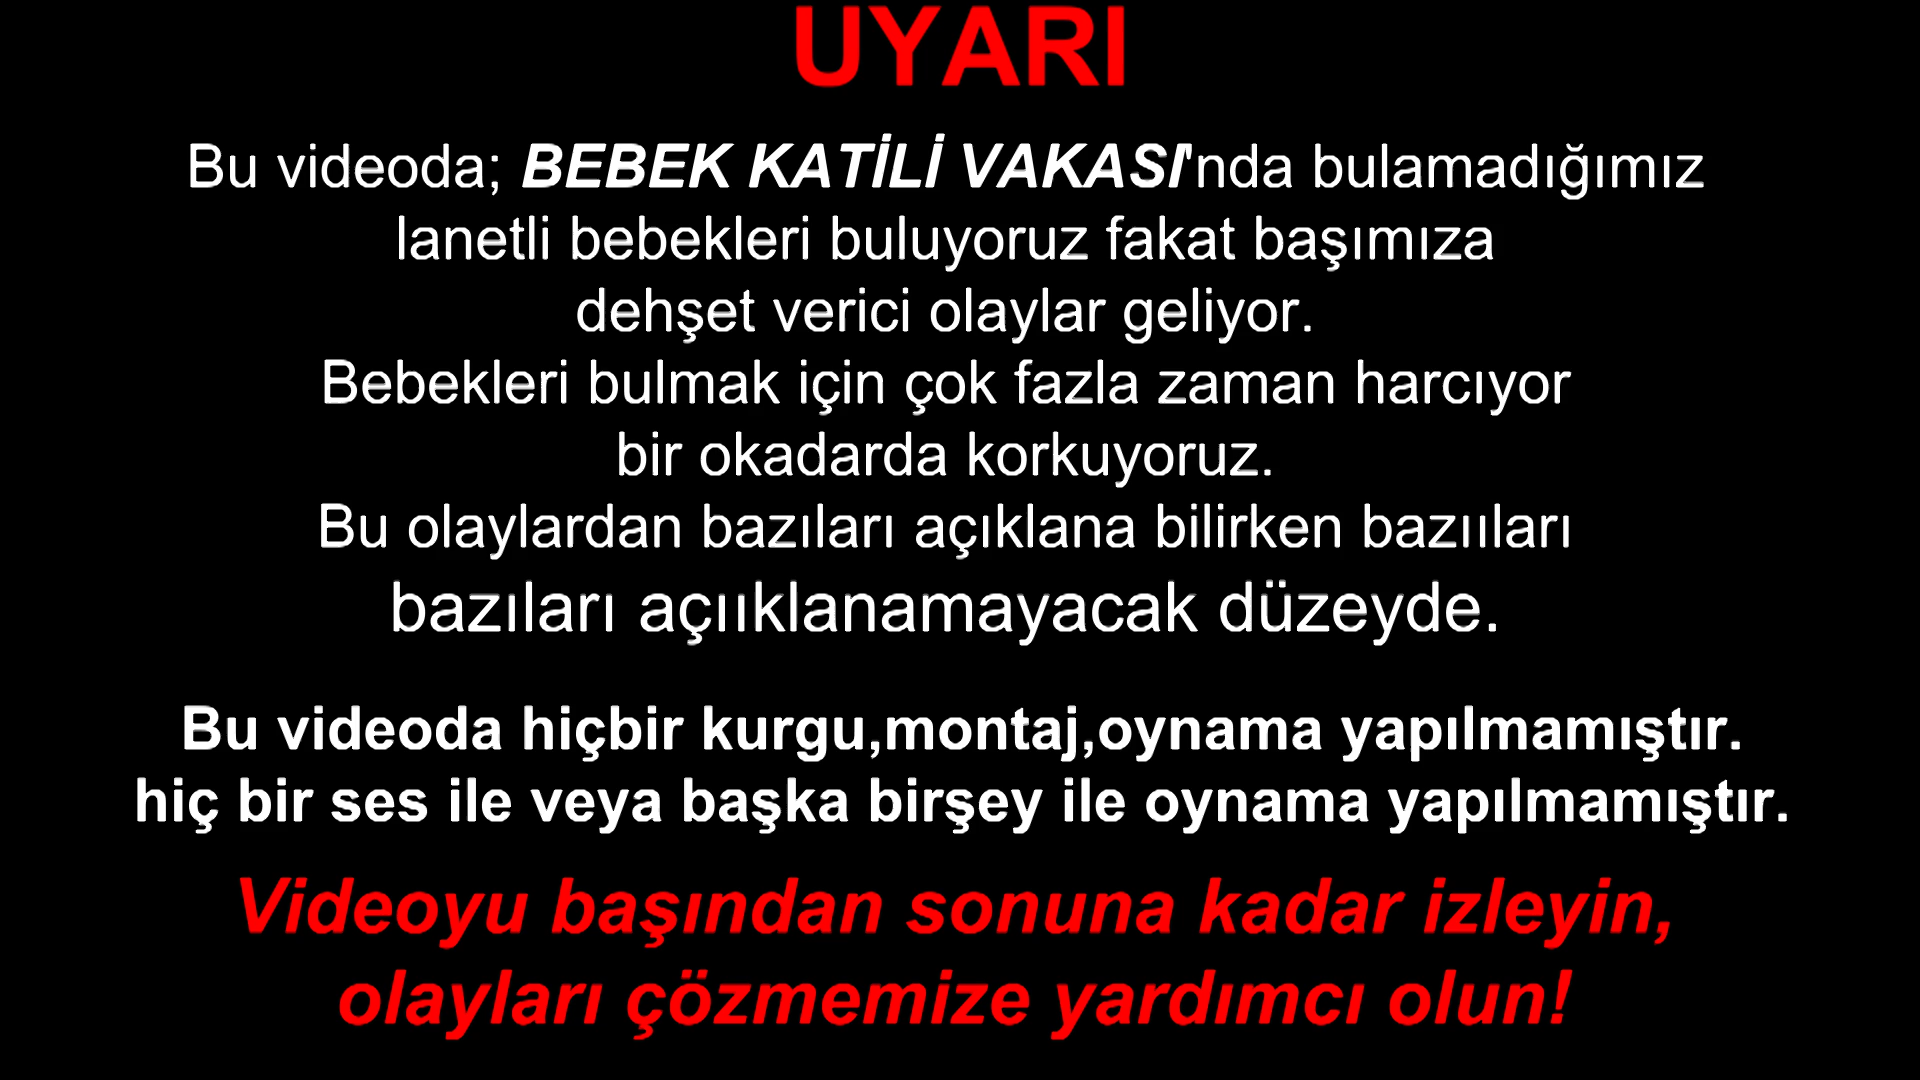 UYARI
Bu videoda; BEBEK KATİLİ VAKASI'nda bulamadığımız
lanetli bebekleri buluyoruz fakat başımıza
dehşet verici olaylar geliyor.
Bebekleri bulmak için çok fazla zaman harcıyor
bir okadarda korkuyoruz.
Bu olaylardan bazıları açıklana bilirken bazııları
bazıları açııklanamayacak düzeyde.
Bu videoda hiçbir kurgu,montaj,oynama yapılmamıştır.
hiç bir ses ile veya başka birşey ile oynama yapılmamıştır.
Videoyu başından sonuna kadar izleyin,
olayları çözmemize yardımcı olun!